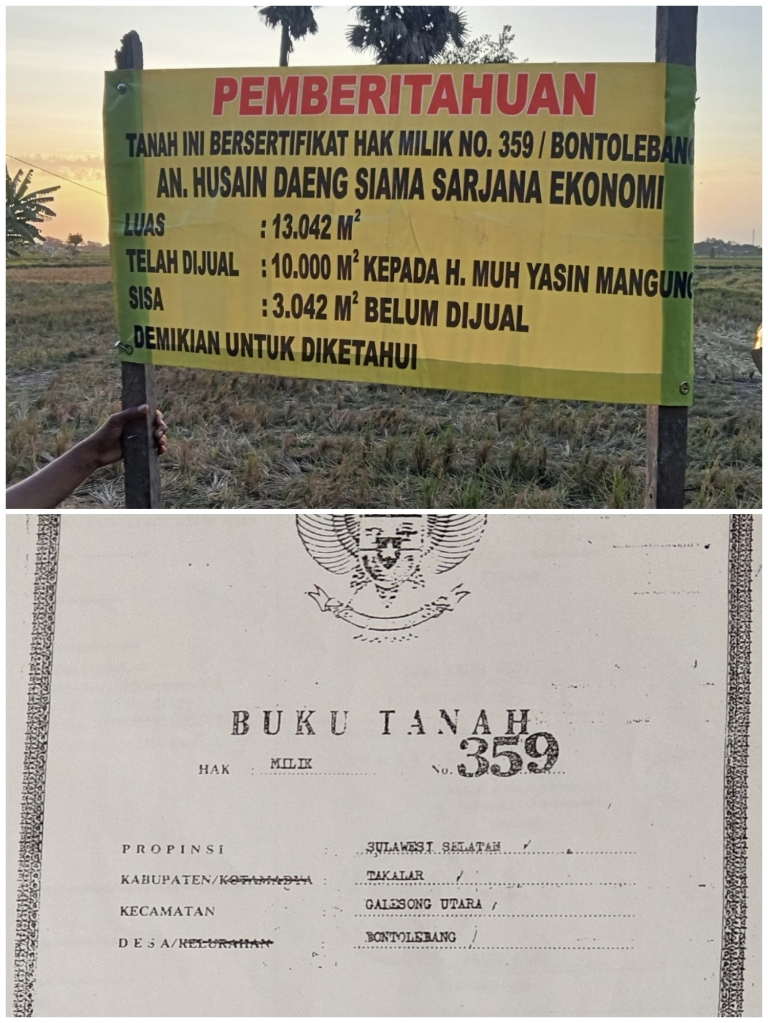 PEMBERITAHUAN
TANAH INI BERSERTIFIKAT HAK MILIK NO. 359 / BONTOLEBANG
AN. HUSAIN DAENG SIAMA SARJANA EKONOMI
LUAS : 13.042 M²
TELAH DIJUAL : 10.000 M² KEPADA H. MUH YASIN MANGUNG
SISA : 3.042 M² BELUM DIJUAL
DEMIKIAN UNTUK DIKETAHUI
BUKU TANAH
HAK : MILIK No. 359
PROPINSI : SULAWESI SELATAN
KABUPATEN/KOTAMADYA : TAKALAR
KECAMATAN : GALESONG UTARA
DESA/KELURAHAN : BONTOLEBANG